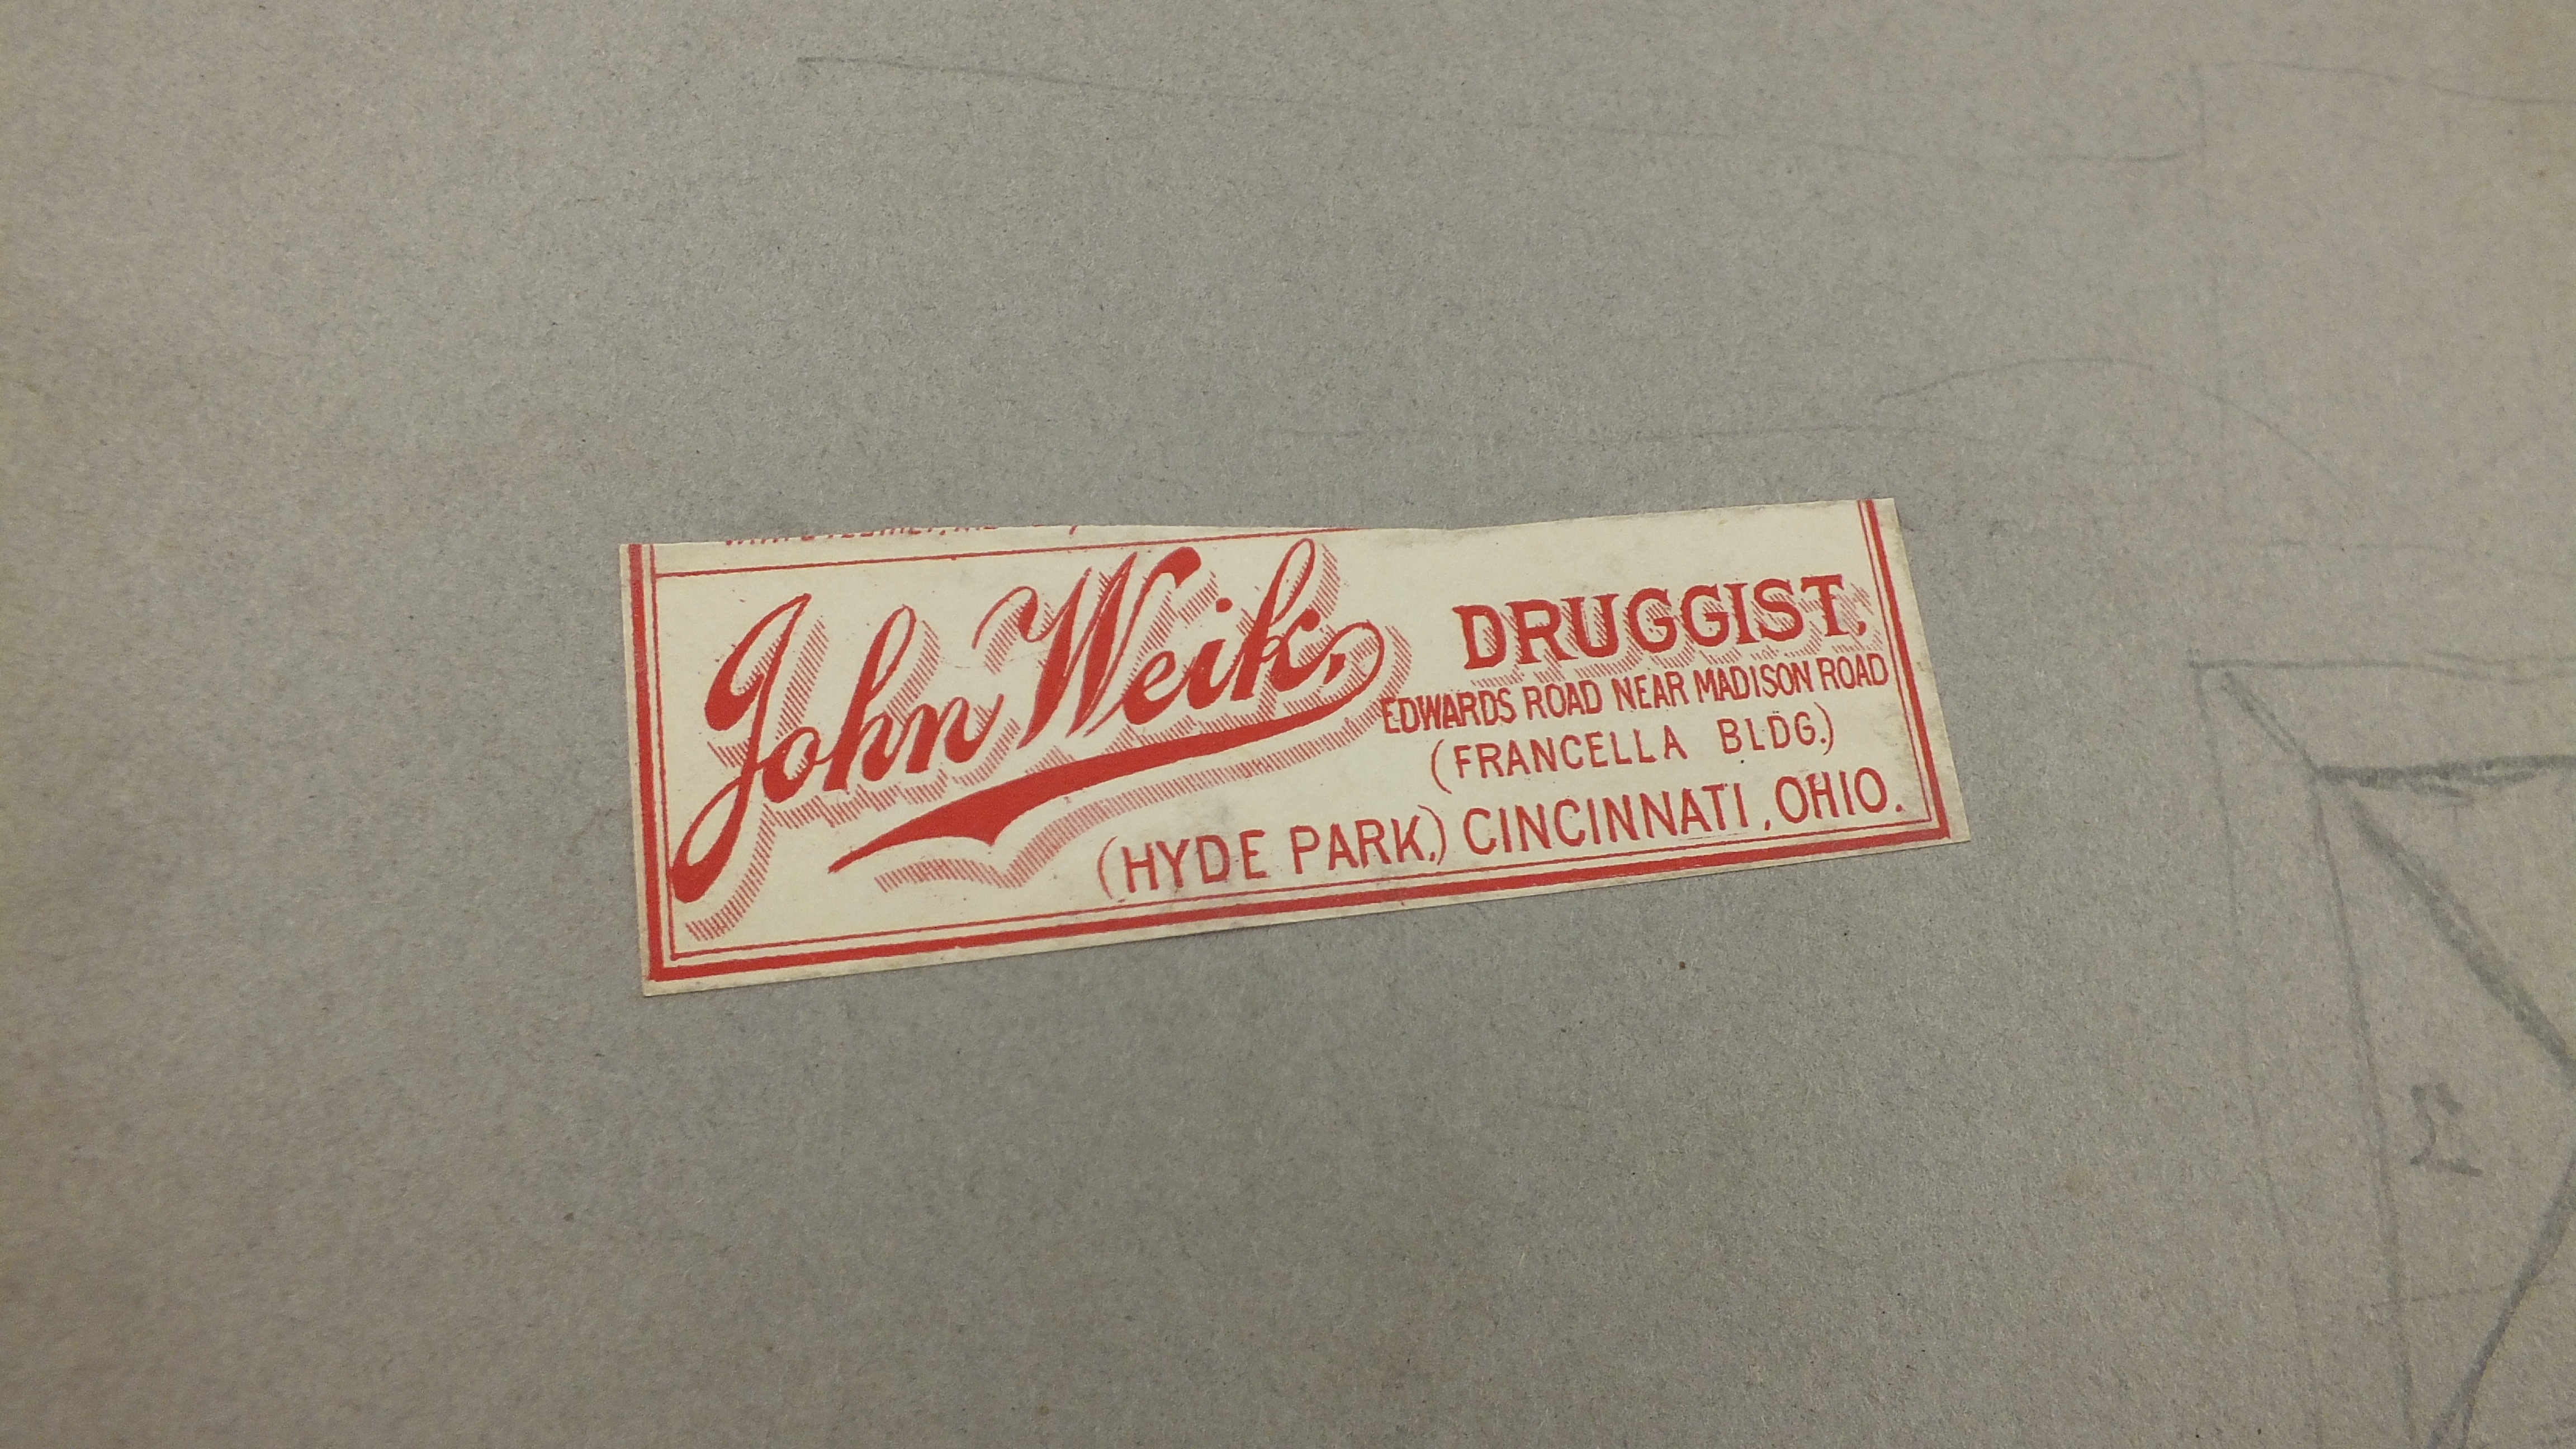 John Weik, DRUGGIST.
EDWARDS ROAD NEAR MADISON ROAD
(FRANCELLA BLDG.)
(HYDE PARK,) CINCINNATI, OHIO.